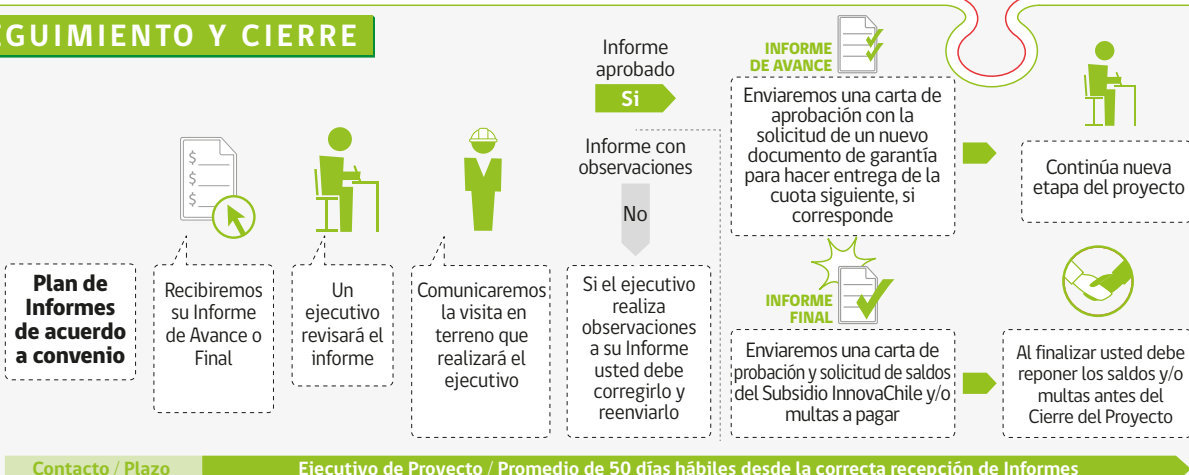 EGUIMIENTO Y CIERRE
Plan de
Informes
de acuerdo
a convenio
$
$
$
Recibiremos
su Informe
de Avance o
Final
Un
ejecutivo
revisará el
informe
Comunicaremos
la visita en
terreno que
realizará el
ejecutivo
Informe
aprobado
Si
Informe con
observaciones
No
Si el ejecutivo
realiza
observaciones
a su Informe
usted debe
corregirlo y
reenviarlo
INFORME
DE AVANCE
Enviaremos una carta de
aprobación con la
solicitud de un nuevo
documento de garantía
para hacer entrega de la
cuota siguiente, si
corresponde
Continúa nueva
etapa del proyecto
INFORME
FINAL
Enviaremos una carta de
probación y solicitud de saldos
del Subsidio InnovaChile y/o
multas a pagar
Al finalizar usted debe
reponer los saldos y/o
multas antes del
Cierre del Proyecto
Contacto / Plazo
Ejecutivo de Proyecto / Promedio de 50 días hábiles desde la correcta recepción de Informes